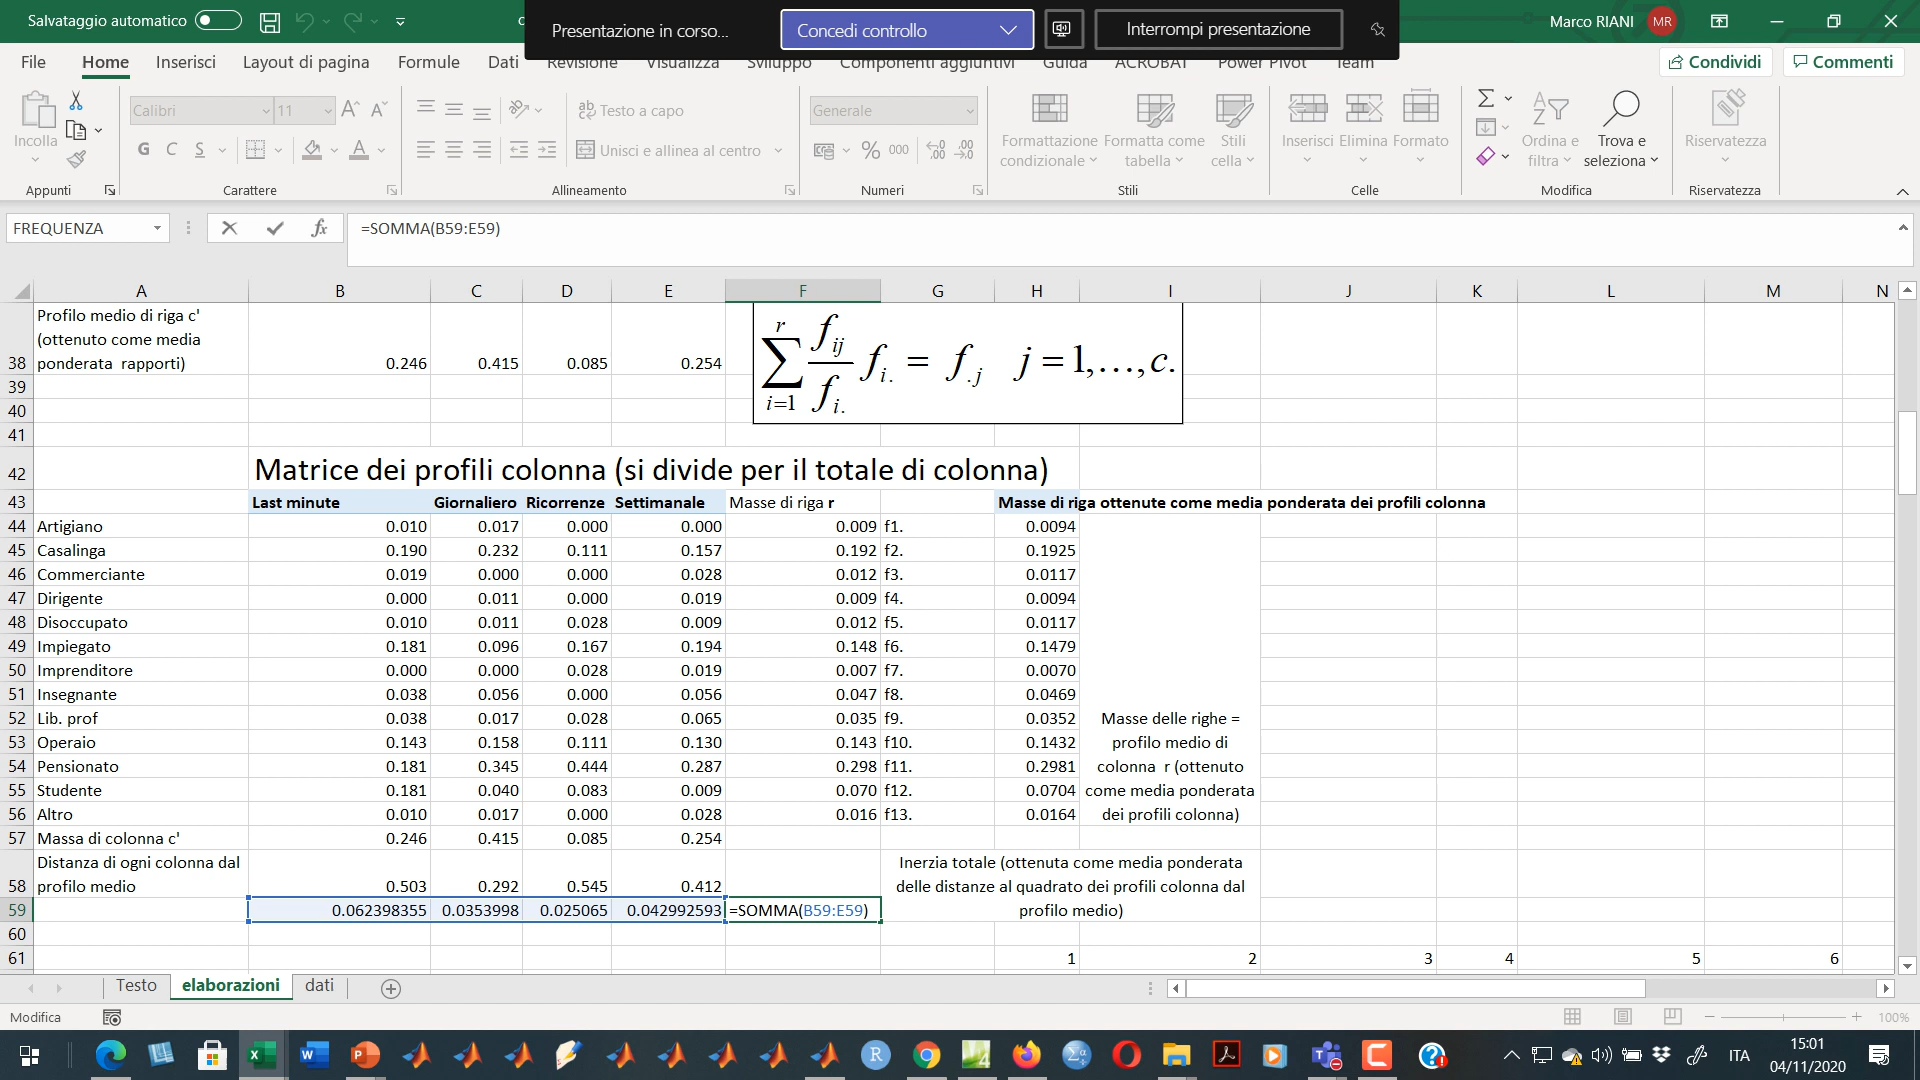 Salvataggio automatico
Presentazione in corso...
Concedi controllo
Interrompi presentazione
Marco RIANI
MR
File Home Inserisci Layout di pagina Formule Dati Revisione Visualizza Sviluppo Componenti aggiuntivi Guida ACROBAT Power Pivot Team
Condividi
Commenti
Incolla
Calibri 11
Testo a capo
Unisci e allinea al centro
Generale
Formattazione condizionale
Formatta come tabella
Stili cella
Inserisci Elimina Formato
Ordina e filtra
Trova e seleziona
Riservatezza
Appunti Carattere Allineamento Numeri Stili Celle Modifica Riservatezza
FREQUENZA
fx
=SOMMA(B59:E59)
A B C D E F G H I J K L M N
Profilo medio di riga c'
(ottenuto come media
38 ponderata rapporti) 0.246 0.415 0.085 0.254
r ∑ i=1 fij / fi. fi. = f.j j = 1,…,c.
39
40
41
42 Matrice dei profili colonna (si divide per il totale di colonna)
43 Last minute Giornaliero Ricorrenze Settimanale Masse di riga r Masse di riga ottenute come media ponderata dei profili colonna
44 Artigiano 0.010 0.017 0.000 0.000 0.009 f1. 0.0094
45 Casalinga 0.190 0.232 0.111 0.157 0.192 f2. 0.1925
46 Commerciante 0.019 0.000 0.000 0.028 0.012 f3. 0.0117
47 Dirigente 0.000 0.011 0.000 0.019 0.009 f4. 0.0094
48 Disoccupato 0.010 0.011 0.028 0.009 0.012 f5. 0.0117
49 Impiegato 0.181 0.096 0.167 0.194 0.148 f6. 0.1479
50 Imprenditore 0.000 0.000 0.028 0.019 0.007 f7. 0.0070
51 Insegnante 0.038 0.056 0.000 0.056 0.047 f8. 0.0469
52 Lib. prof 0.038 0.017 0.028 0.065 0.035 f9. 0.0352 Masse delle righe =
53 Operaio 0.143 0.158 0.111 0.130 0.143 f10. 0.1432 profilo medio di
54 Pensionato 0.181 0.345 0.444 0.287 0.298 f11. 0.2981 colonna r (ottenuto
55 Studente 0.181 0.040 0.083 0.009 0.070 f12. 0.0704 come media ponderata
56 Altro 0.010 0.017 0.000 0.028 0.016 f13. 0.0164 dei profili colonna)
57 Massa di colonna c' 0.246 0.415 0.085 0.254
Distanza di ogni colonna dal
58 profilo medio 0.503 0.292 0.545 0.412
Inerzia totale (ottenuta come media ponderata
delle distanze al quadrato dei profili colonna dal
profilo medio)
59 0.062398355 0.0353998 0.025065 0.042992593 =SOMMA(B59:E59)
60
61 1 2 3 4 5 6
Testo elaborazioni dati
Modifica
100%
ITA
15:01
04/11/2020